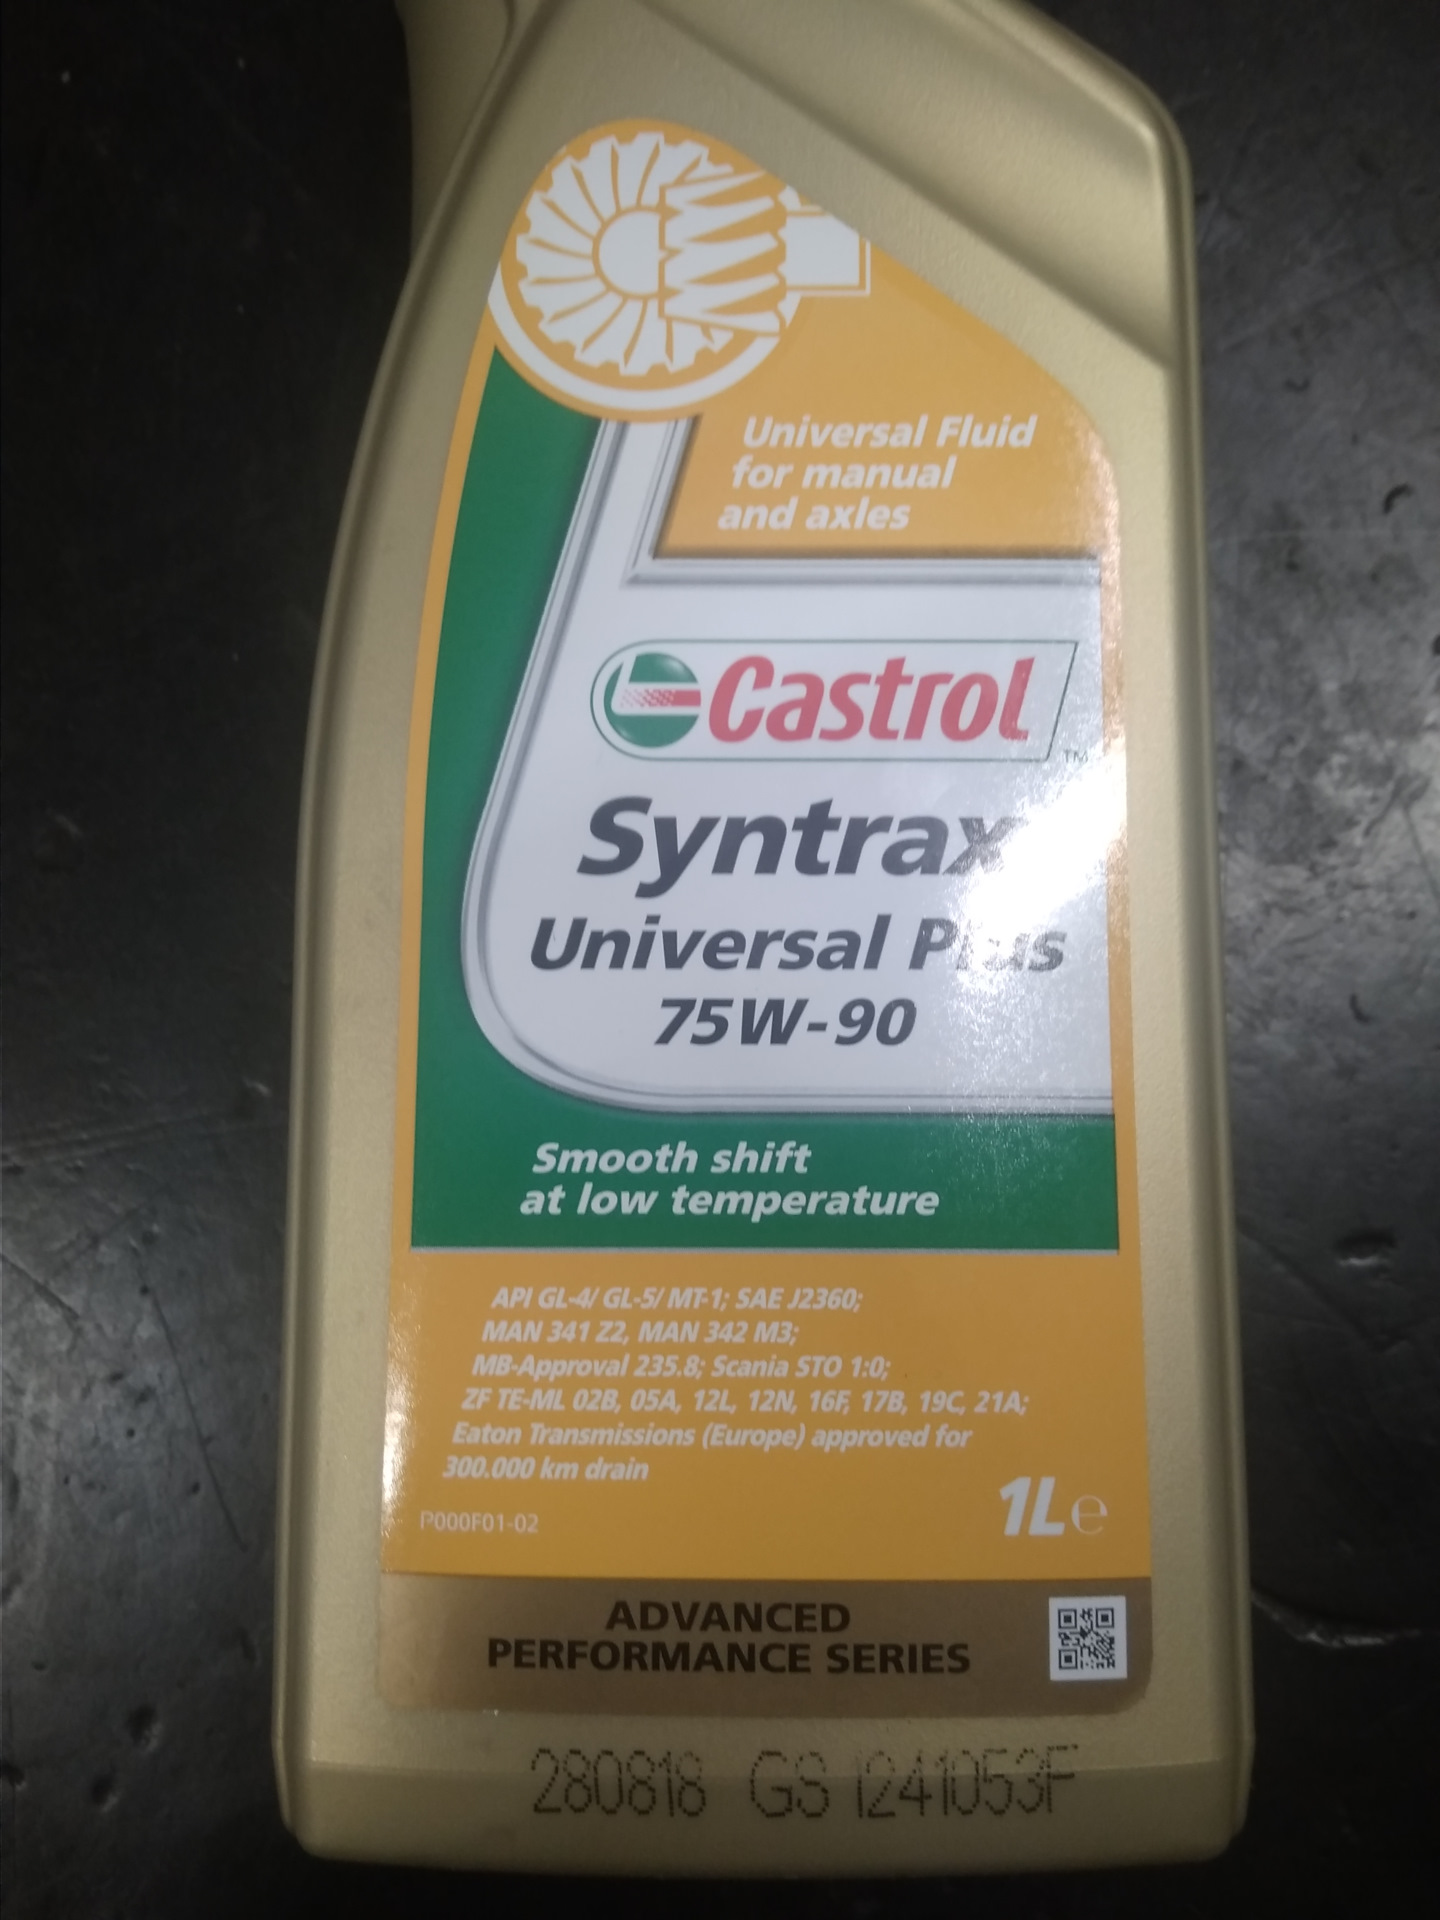 Universal Fluid
for manual
and axles
Castrol
TM
Syntrax
Universal Plus
75W-90
Smooth shift
at low temperature
API GL-4/ GL-5/ MT-1; SAE J2360;
MAN 341 Z2, MAN 342 M3;
MB-Approval 235.8; Scania STO 1:0;
ZF TE-ML 02B, 05A, 12L, 12N, 16F, 17B, 19C, 21A;
Eaton Transmissions (Europe) approved for
300.000 km drain
P000F01-02
1L e
ADVANCED
PERFORMANCE SERIES
280818 GS 1241053F